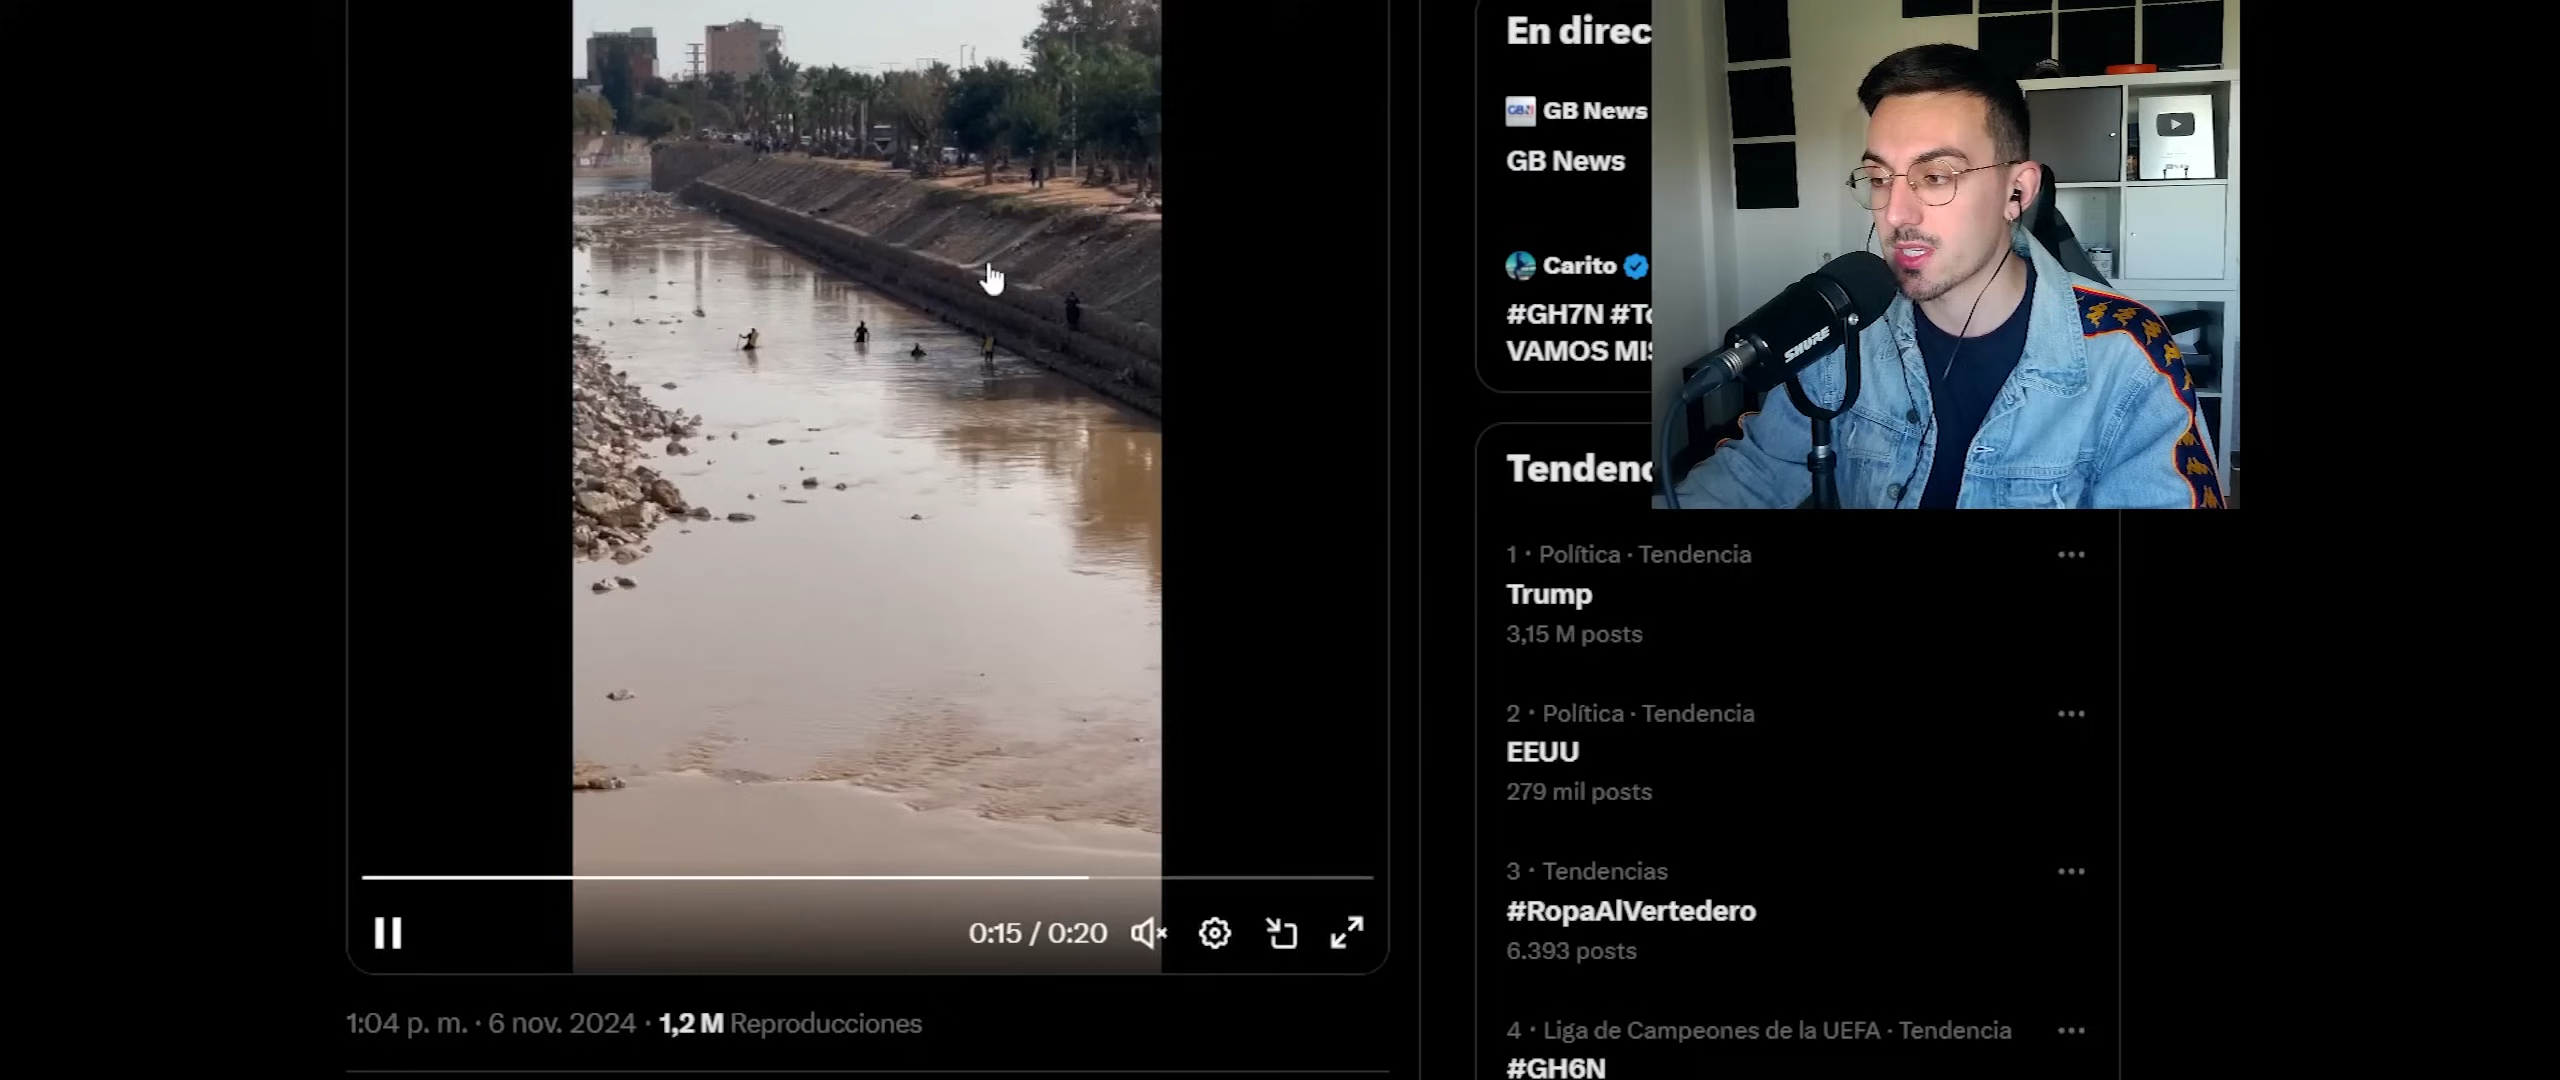 En direc
GB News
GB News
Carito
#GH7N #To
VAMOS MIS
SHURE
Tendenc
1 · Política · Tendencia
Trump
3,15 M posts
2 · Política · Tendencia
EEUU
279 mil posts
3 · Tendencias
#RopaAlVertedero
6.393 posts
4 · Liga de Campeones de la UEFA · Tendencia
#GH6N
0:15 / 0:20
1:04 p. m. · 6 nov. 2024 · 1,2 M Reproducciones